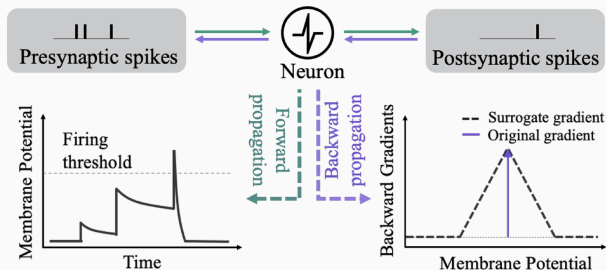 Presynaptic spikes
Neuron
Postsynaptic spikes
Membrane Potential
Firing
threshold
Time
Forward
propagation
Backward
propagation
Backward Gradients
Surrogate gradient
Original gradient
Membrane Potential